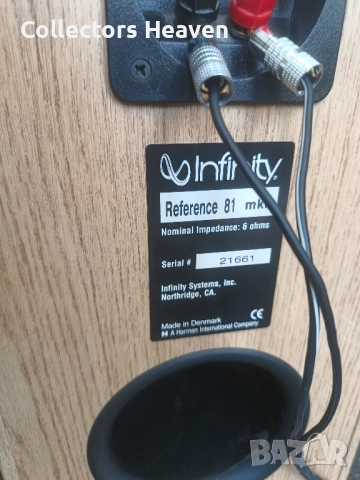 Collectors Heaven
Infinity
Reference 81 mk
Nominal Impedance: 6 ohms
Serial # 21661
Infinity Systems, Inc.
Northridge, CA.
Made in Denmark
A Harman International Company
CE
BAZAR